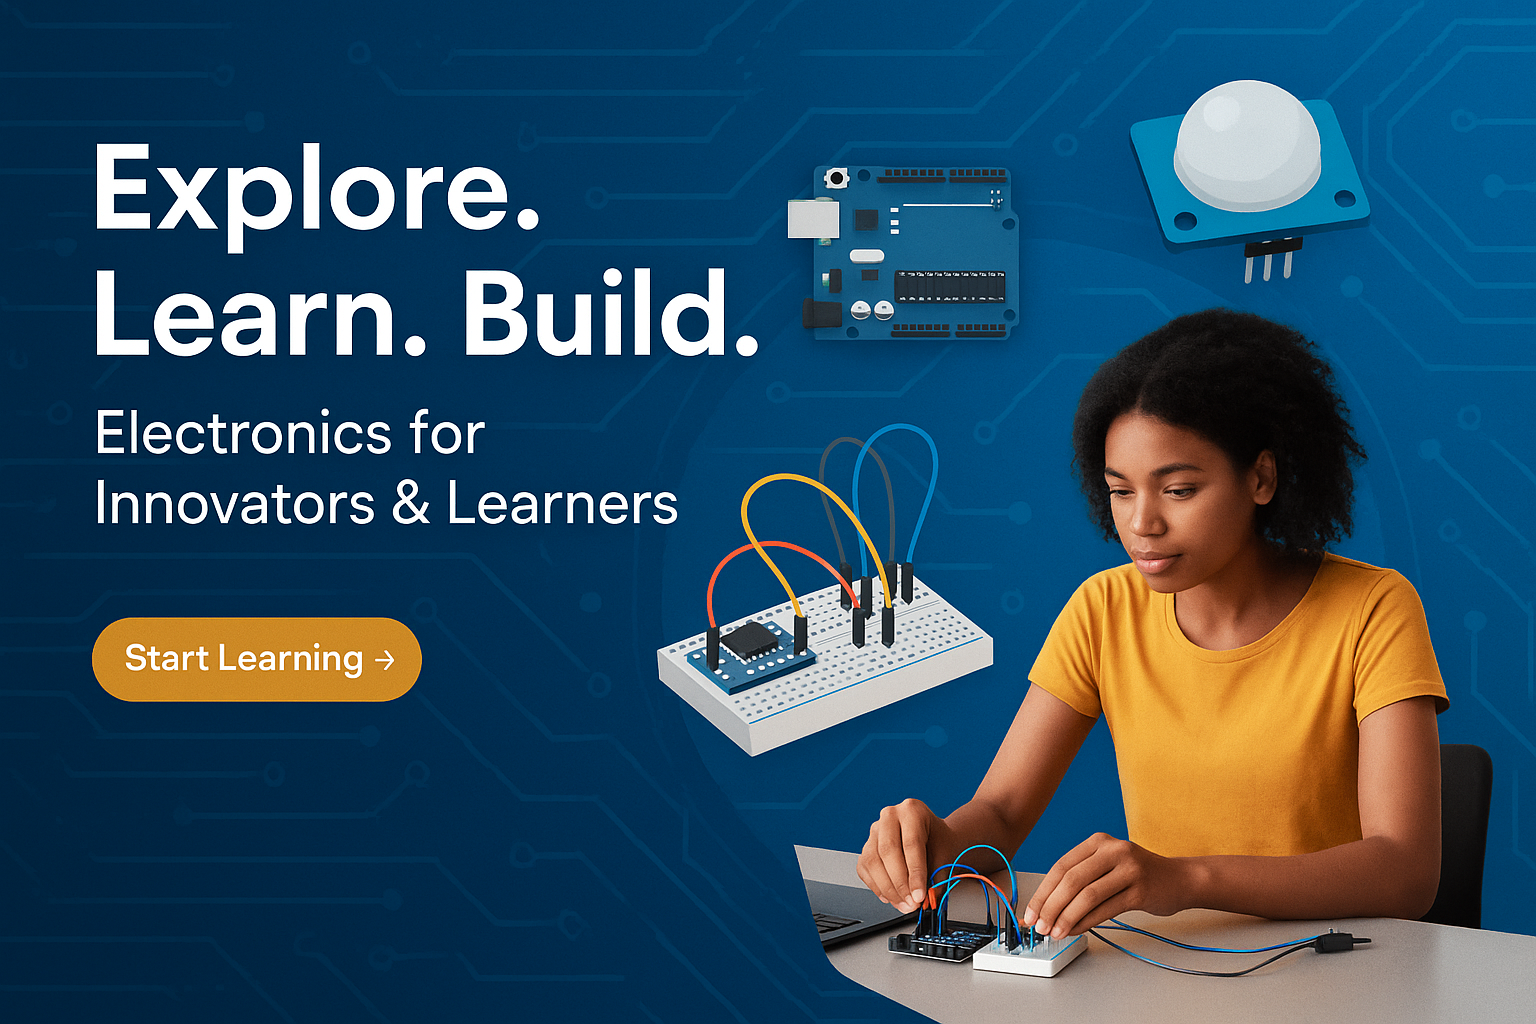 Explore.
Learn. Build.
Electronics for
Innovators & Learners
Start Learning →